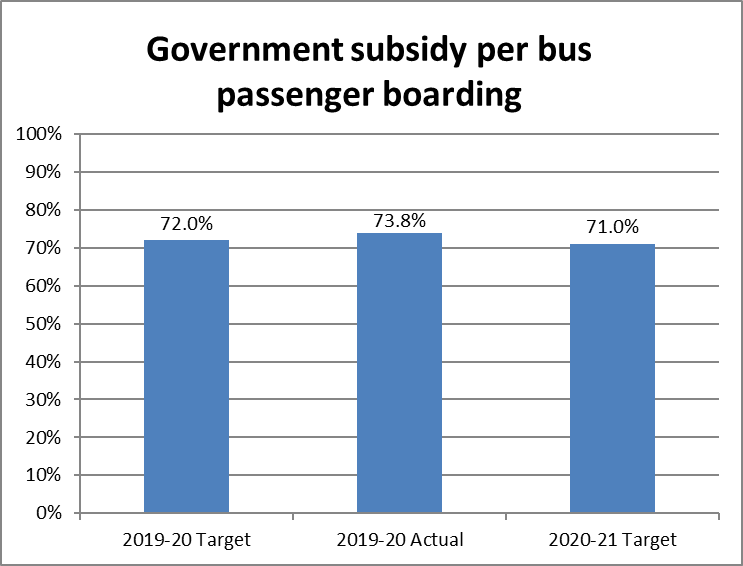 Government subsidy per bus
passenger boarding
100%
90%
80%
70%
60%
50%
40%
30%
20%
10%
0%
72.0%
73.8%
71.0%
2019-20 Target
2019-20 Actual
2020-21 Target